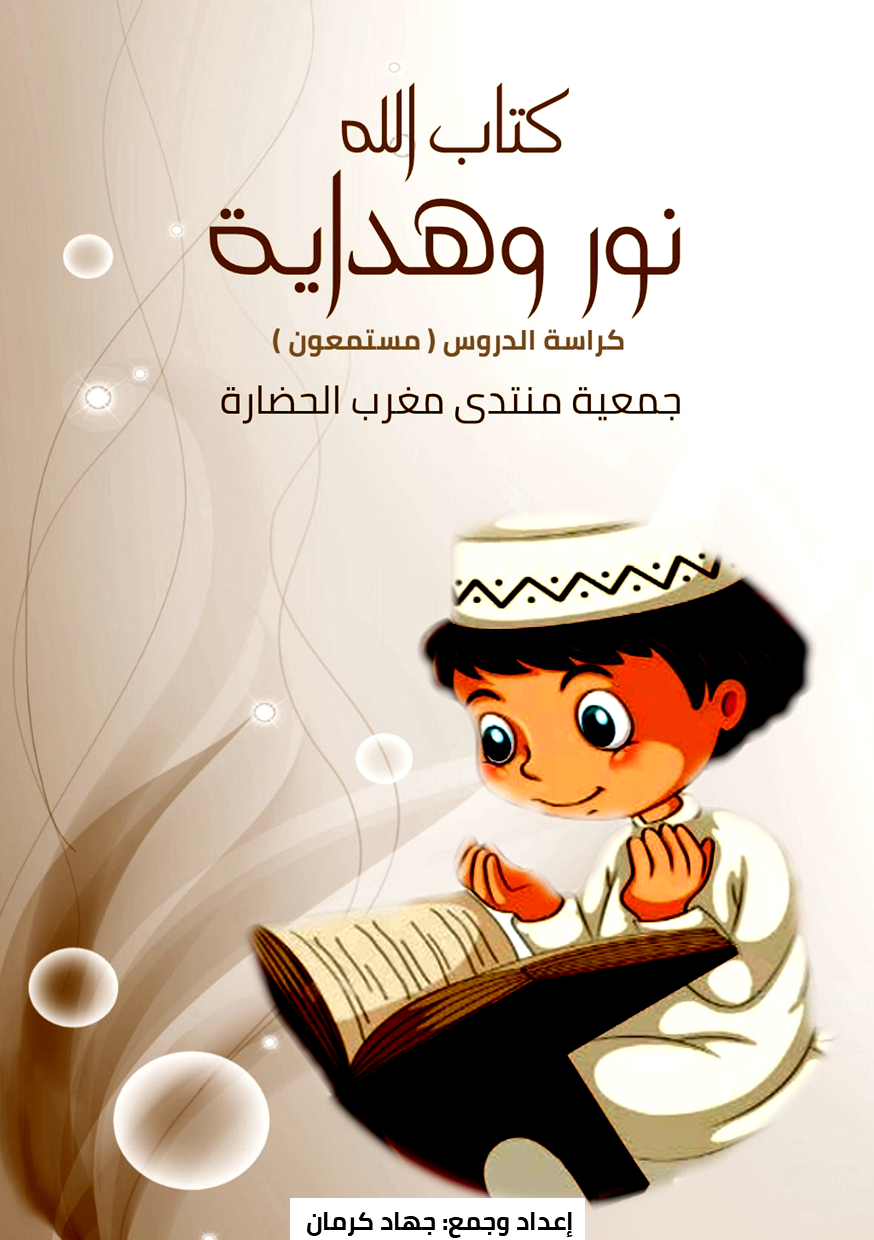 كتاب الله
نور وهداية
كراسة الدروس ( مستمعون )
جمعية منتدى مغرب الحضارة
إعداد وجمع: جهاد كرمان